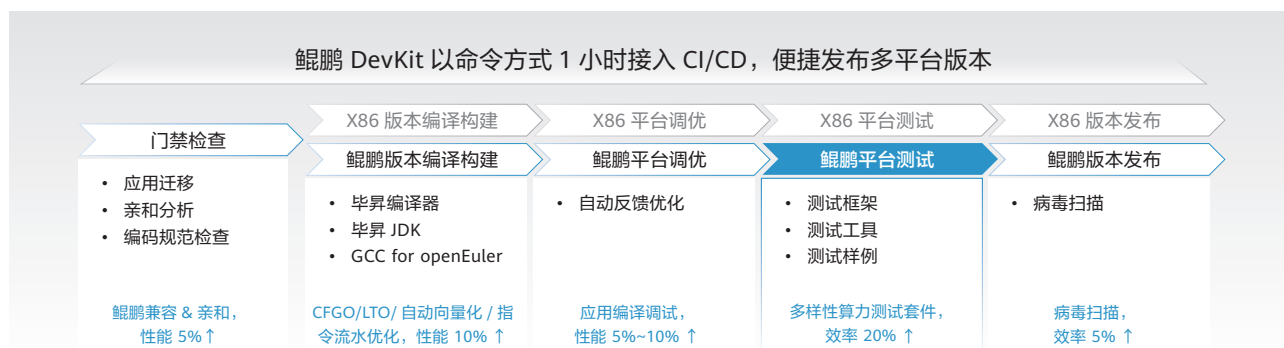 鲲鹏 DevKit 以命令方式 1 小时接入 CI/CD，便捷发布多平台版本
门禁检查
• 应用迁移
• 亲和分析
• 编码规范检查
鲲鹏兼容 & 亲和，
性能 5%↑
X86 版本编译构建
鲲鹏版本编译构建
• 毕昇编译器
• 毕昇 JDK
• GCC for openEuler
CFGO/LTO/ 自动向量化 / 指
令流水优化，性能 10% ↑
X86 平台调优
鲲鹏平台调优
• 自动反馈优化
应用编译调试，
性能 5%~10% ↑
X86 平台测试
鲲鹏平台测试
• 测试框架
• 测试工具
• 测试样例
多样性算力测试套件，
效率 20% ↑
X86 版本发布
鲲鹏版本发布
• 病毒扫描
病毒扫描，
效率 5% ↑